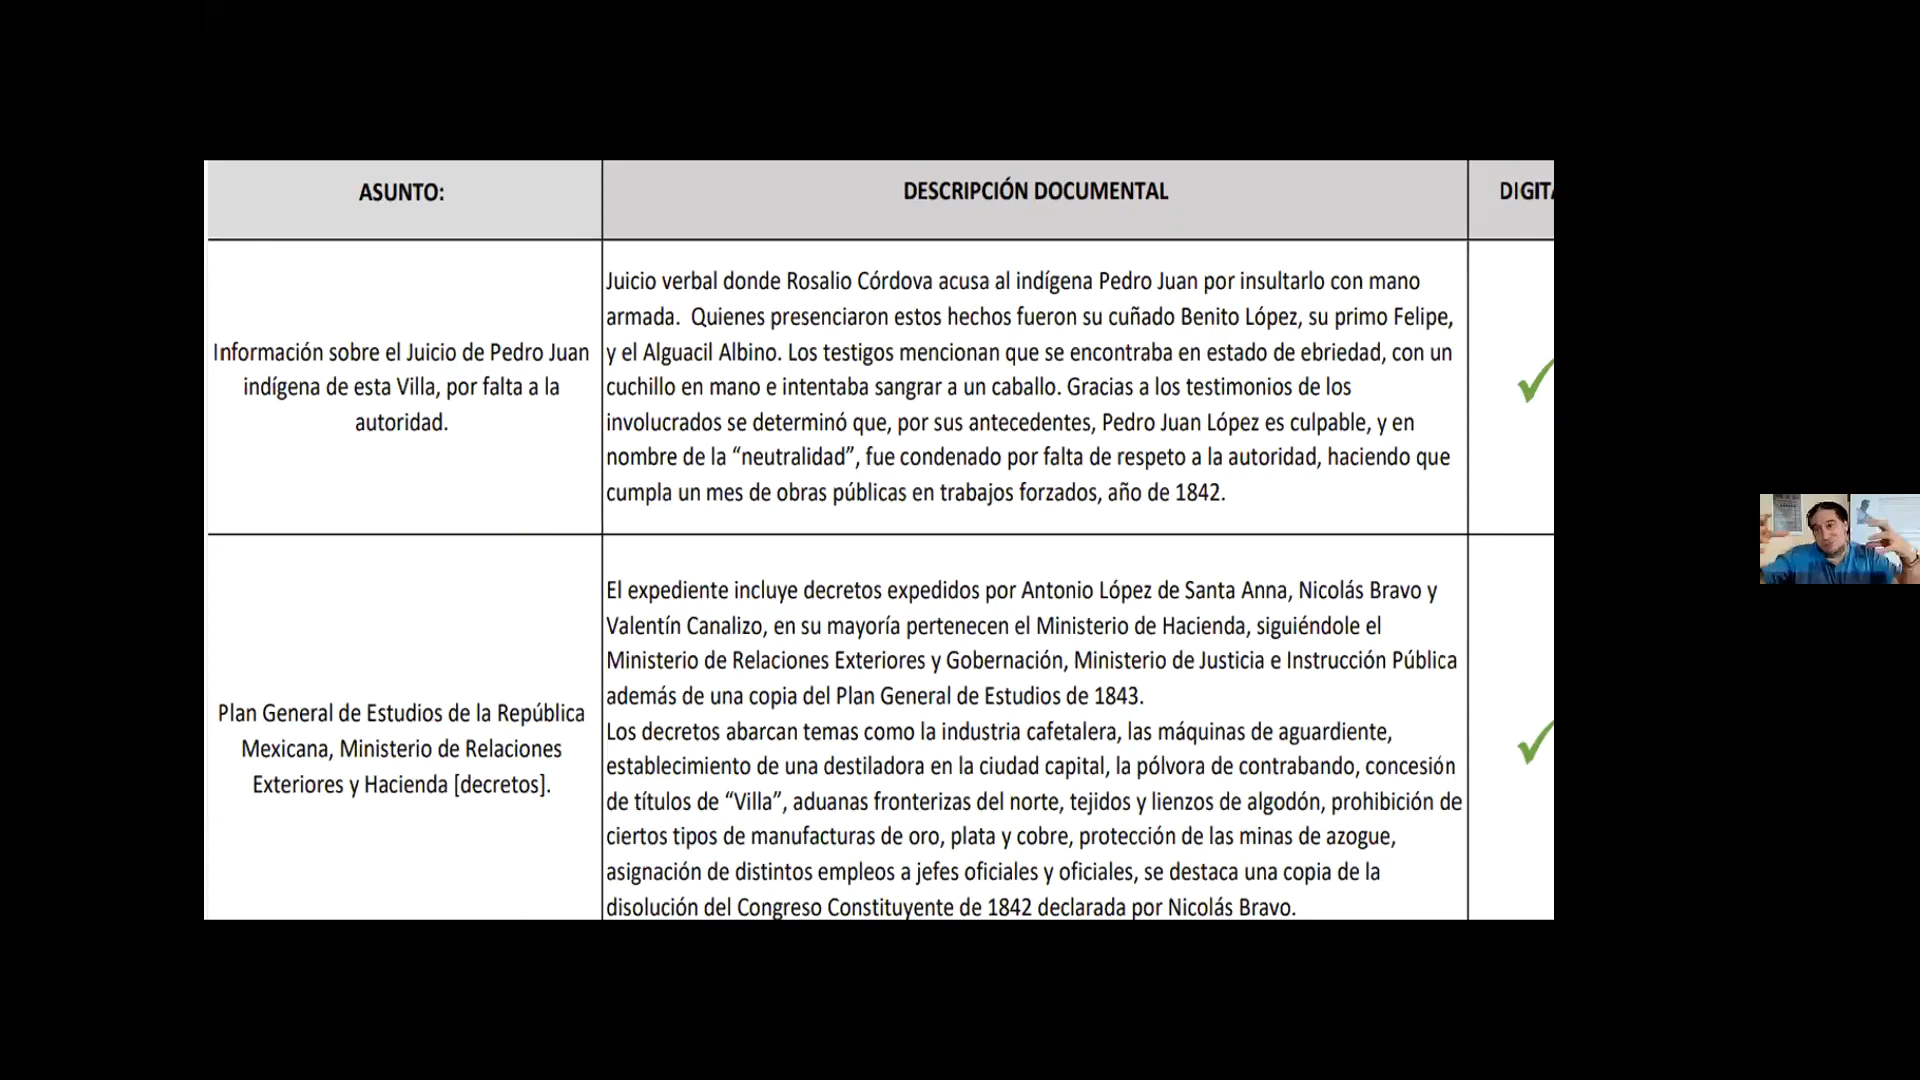 ASUNTO:
DESCRIPCIÓN DOCUMENTAL
DIGITA
Información sobre el Juicio de Pedro Juan
indígena de esta Villa, por falta a la
autoridad.
Juicio verbal donde Rosalio Córdova acusa al indígena Pedro Juan por insultarlo con mano
armada.  Quienes presenciaron estos hechos fueron su cuñado Benito López, su primo Felipe,
y el Alguacil Albino. Los testigos mencionan que se encontraba en estado de ebriedad, con un
cuchillo en mano e intentaba sangrar a un caballo. Gracias a los testimonios de los
involucrados se determinó que, por sus antecedentes, Pedro Juan López es culpable, y en
nombre de la “neutralidad”, fue condenado por falta de respeto a la autoridad, haciendo que
cumpla un mes de obras públicas en trabajos forzados, año de 1842.
Plan General de Estudios de la República
Mexicana, Ministerio de Relaciones
Exteriores y Hacienda [decretos].
El expediente incluye decretos expedidos por Antonio López de Santa Anna, Nicolás Bravo y
Valentín Canalizo, en su mayoría pertenecen el Ministerio de Hacienda, siguiéndole el
Ministerio de Relaciones Exteriores y Gobernación, Ministerio de Justicia e Instrucción Pública
además de una copia del Plan General de Estudios de 1843.
Los decretos abarcan temas como la industria cafetalera, las máquinas de aguardiente,
establecimiento de una destiladora en la ciudad capital, la pólvora de contrabando, concesión
de títulos de “Villa”, aduanas fronterizas del norte, tejidos y lienzos de algodón, prohibición de
ciertos tipos de manufacturas de oro, plata y cobre, protección de las minas de azogue,
asignación de distintos empleos a jefes oficiales y oficiales, se destaca una copia de la
disolución del Congreso Constituyente de 1842 declarada por Nicolás Bravo.